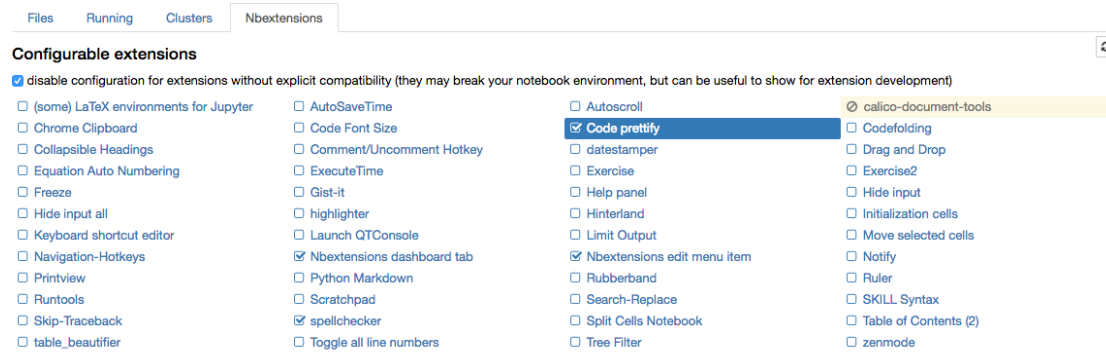 Files Running Clusters Nbextensions
Configurable extensions
disable configuration for extensions without explicit compatibility (they may break your notebook environment, but can be useful to show for extension development)
(some) LaTeX environments for Jupyter AutoSaveTime Autoscroll calico-document-tools
Chrome Clipboard Code Font Size Code prettify Codefolding
Collapsible Headings Comment/Uncomment Hotkey datestamper Drag and Drop
Equation Auto Numbering ExecuteTime Exercise Exercise2
Freeze Gist-it Help panel Hide input
Hide input all highlighter Hinterland Initialization cells
Keyboard shortcut editor Launch QTConsole Limit Output Move selected cells
Navigation-Hotkeys Nbextensions dashboard tab Nbextensions edit menu item Notify
Printview Python Markdown Rubberband Ruler
Runtools Scratchpad Search-Replace SKILL Syntax
Skip-Traceback spellchecker Split Cells Notebook Table of Contents (2)
table_beautifier Toggle all line numbers Tree Filter zenmode